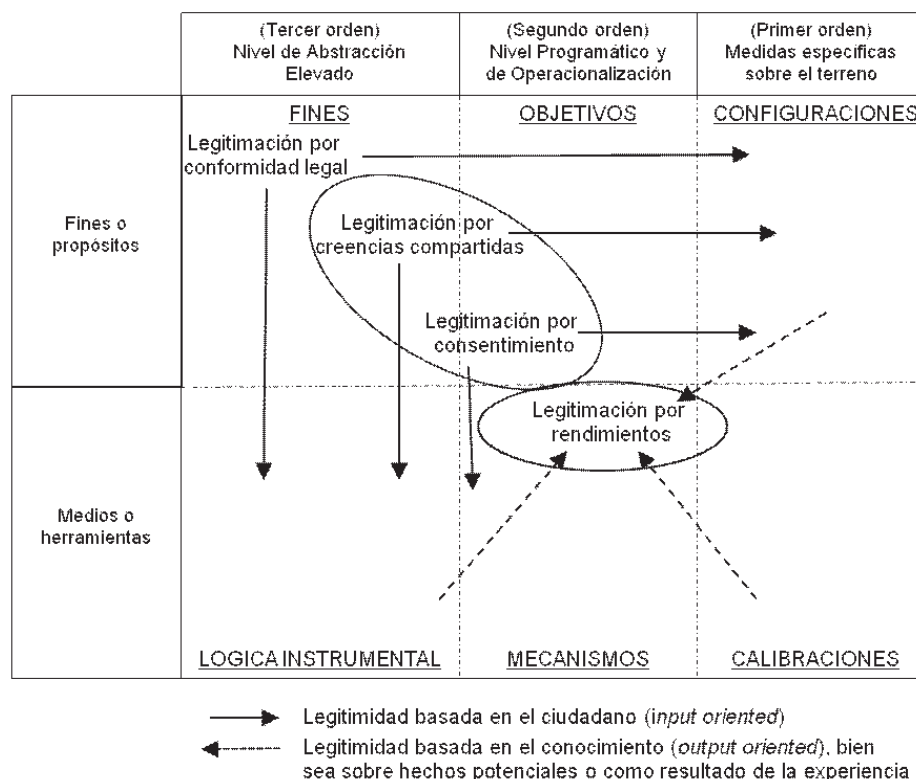 (Tercer orden)
Nivel de Abstracción
Elevado
(Segundo orden)
Nivel Programático y
de Operacionalización
(Primer orden)
Medidas específicas
sobre el terreno
FINES
OBJETIVOS
CONFIGURACIONES
Legitimación por
conformidad legal
Fines o
propósitos
Legitimación por
creencias compartidas
Legitimación por
consentimiento
Legitimación por
rendimientos
Medios o
herramientas
LOGICA INSTRUMENTAL
MECANISMOS
CALIBRACIONES
Legitimidad basada en el ciudadano (input oriented)
Legitimidad basada en el conocimiento (output oriented), bien
sea sobre hechos potenciales o como resultado de la experiencia